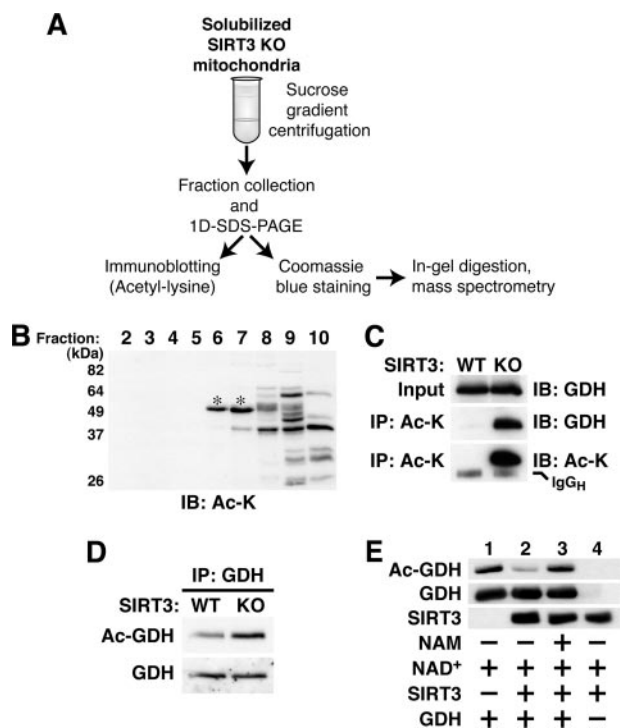 A
Solubilized
SIRT3 KO
mitochondria
Sucrose
gradient
centrifugation
Fraction collection
and
1D-SDS-PAGE
Immunoblotting
(Acetyl-lysine)
Coomassie
blue staining
In-gel digestion,
mass spectrometry
B
Fraction: 2 3 4 5 6 7 8 9 10
(kDa)
82
64
49
37
26
* *
IB: Ac-K
C
SIRT3: WT KO
Input IB: GDH
IP: Ac-K IB: GDH
IP: Ac-K IB: Ac-K
IgGH
D
IP: GDH
SIRT3: WT KO
Ac-GDH
GDH
E
1 2 3 4
Ac-GDH
GDH
SIRT3
NAM − − + −
NAD+ + + + +
SIRT3 − + + +
GDH + + + −